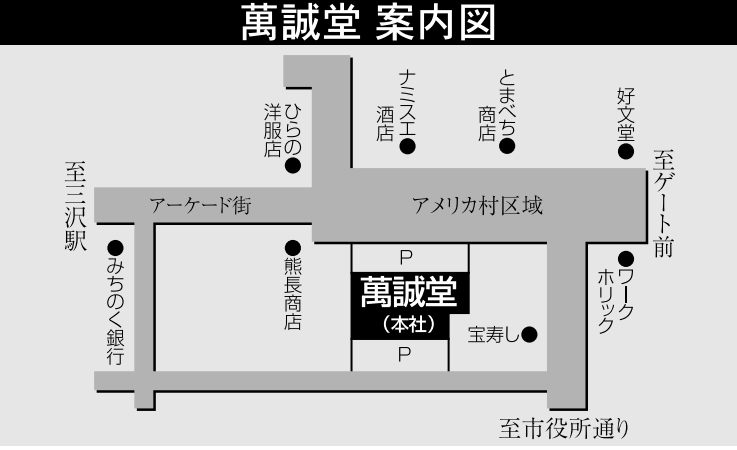 萬誠堂 案内図
ひらの
洋服店
ナミスエ
酒店
とまべち
商店
好文堂
至三沢駅
アーケード街
アメリカ村区域
至ゲート前
みちのく銀行
熊長商店
P
萬誠堂
（本社）
P
宝寿し
ワーク
ホリック
至市役所通り